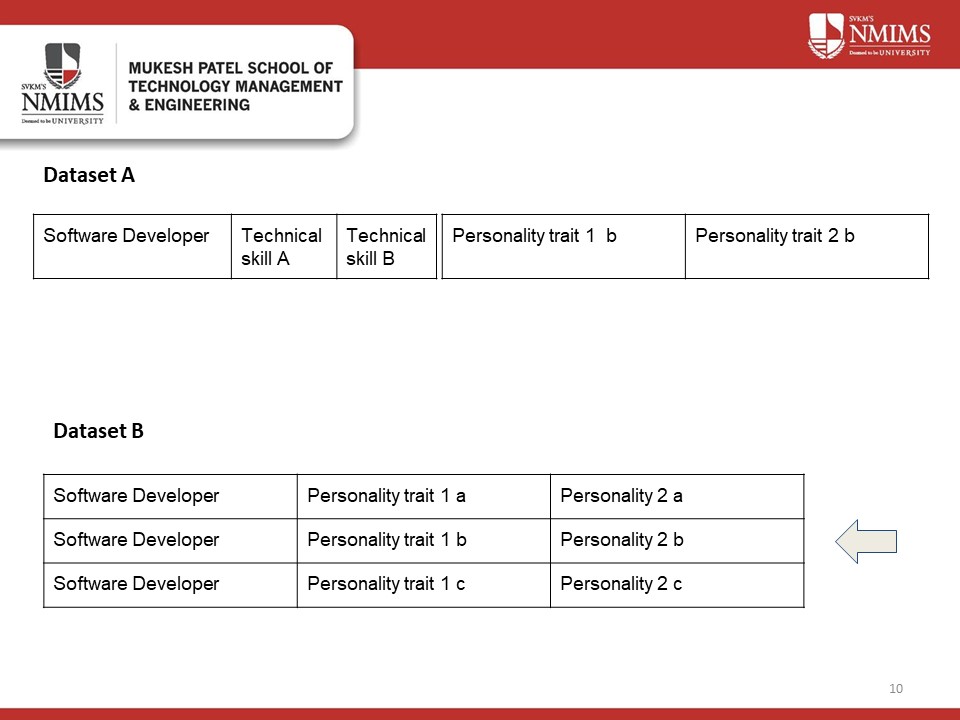 SVKM'S
NMIMS
Deemed to be UNIVERSITY
SVKM'S
NMIMS
Deemed to be UNIVERSITY
MUKESH PATEL SCHOOL OF
TECHNOLOGY MANAGEMENT
& ENGINEERING
Dataset A
Software Developer Technical skill A Technical skill B Personality trait 1  b Personality trait 2 b
Dataset B
Software Developer Personality trait 1 a Personality 2 a
Software Developer Personality trait 1 b Personality 2 b
Software Developer Personality trait 1 c Personality 2 c
10